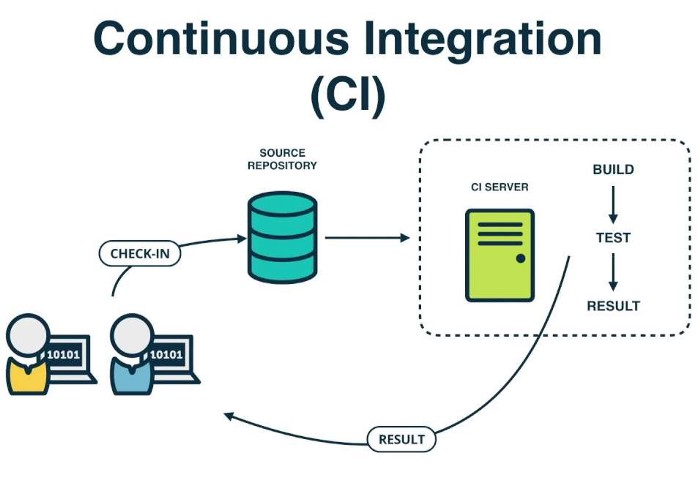 Continuous Integration
(CI)
SOURCE
REPOSITORY
CI SERVER
BUILD
TEST
RESULT
CHECK-IN
10101
10101
RESULT